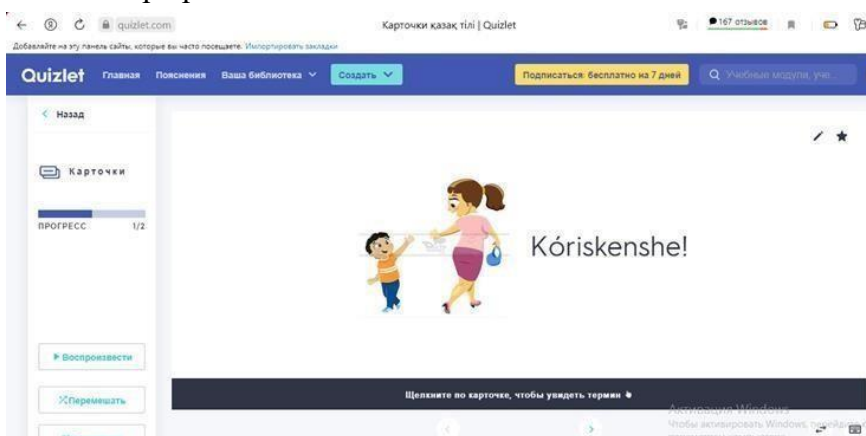 quizlet.com Карточки қазақ тілі | Quizlet 167 отзывов
Добавляйте на эту панель сайты, которые вы часто посещаете. Импортировать закладки
Quizlet Главная Пояснения Ваша библиотека Создать Подписаться: бесплатно на 7 дней Учебные модули, уче...
Назад
Карточки
ПРОГРЕСС 1/2
Kóriskenshe!
Воспроизвести
Перемешать
Щелкните по карточке, чтобы увидеть термин
Активация Windows
Чтобы активировать Windows,